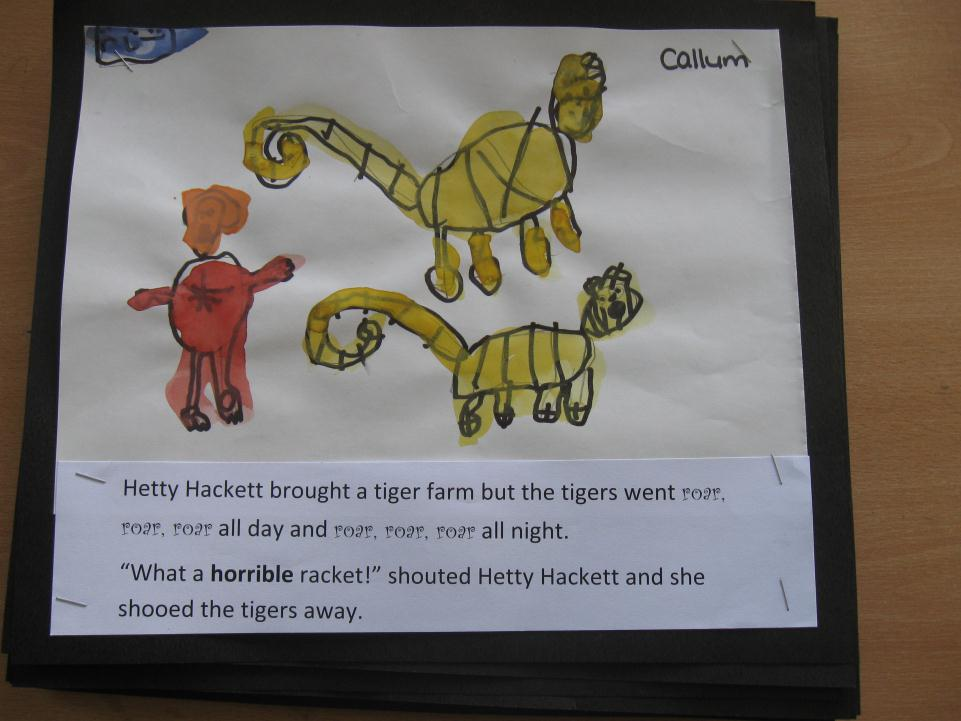 Callum
Hetty Hackett brought a tiger farm but the tigers went roar,
roar, roar all day and roar, roar, roar all night.
“What a horrible racket!” shouted Hetty Hackett and she
shooed the tigers away.